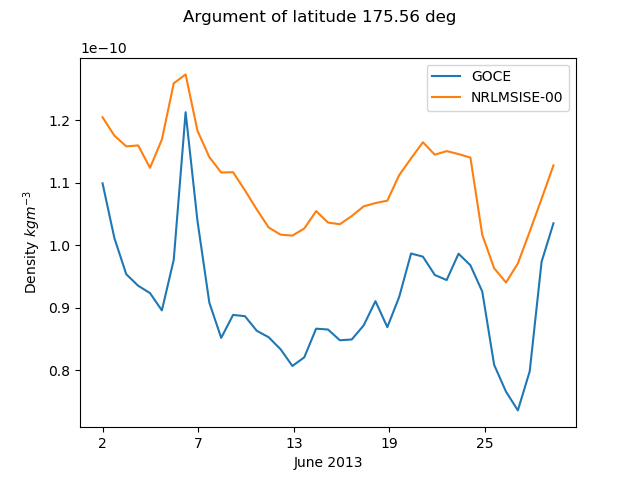 Argument of latitude 175.56 deg
1e−10
GOCE
NRLMSISE-00
1.2
1.1
1.0
0.9
0.8
Density kgm⁻³
2 7 13 19 25
June 2013